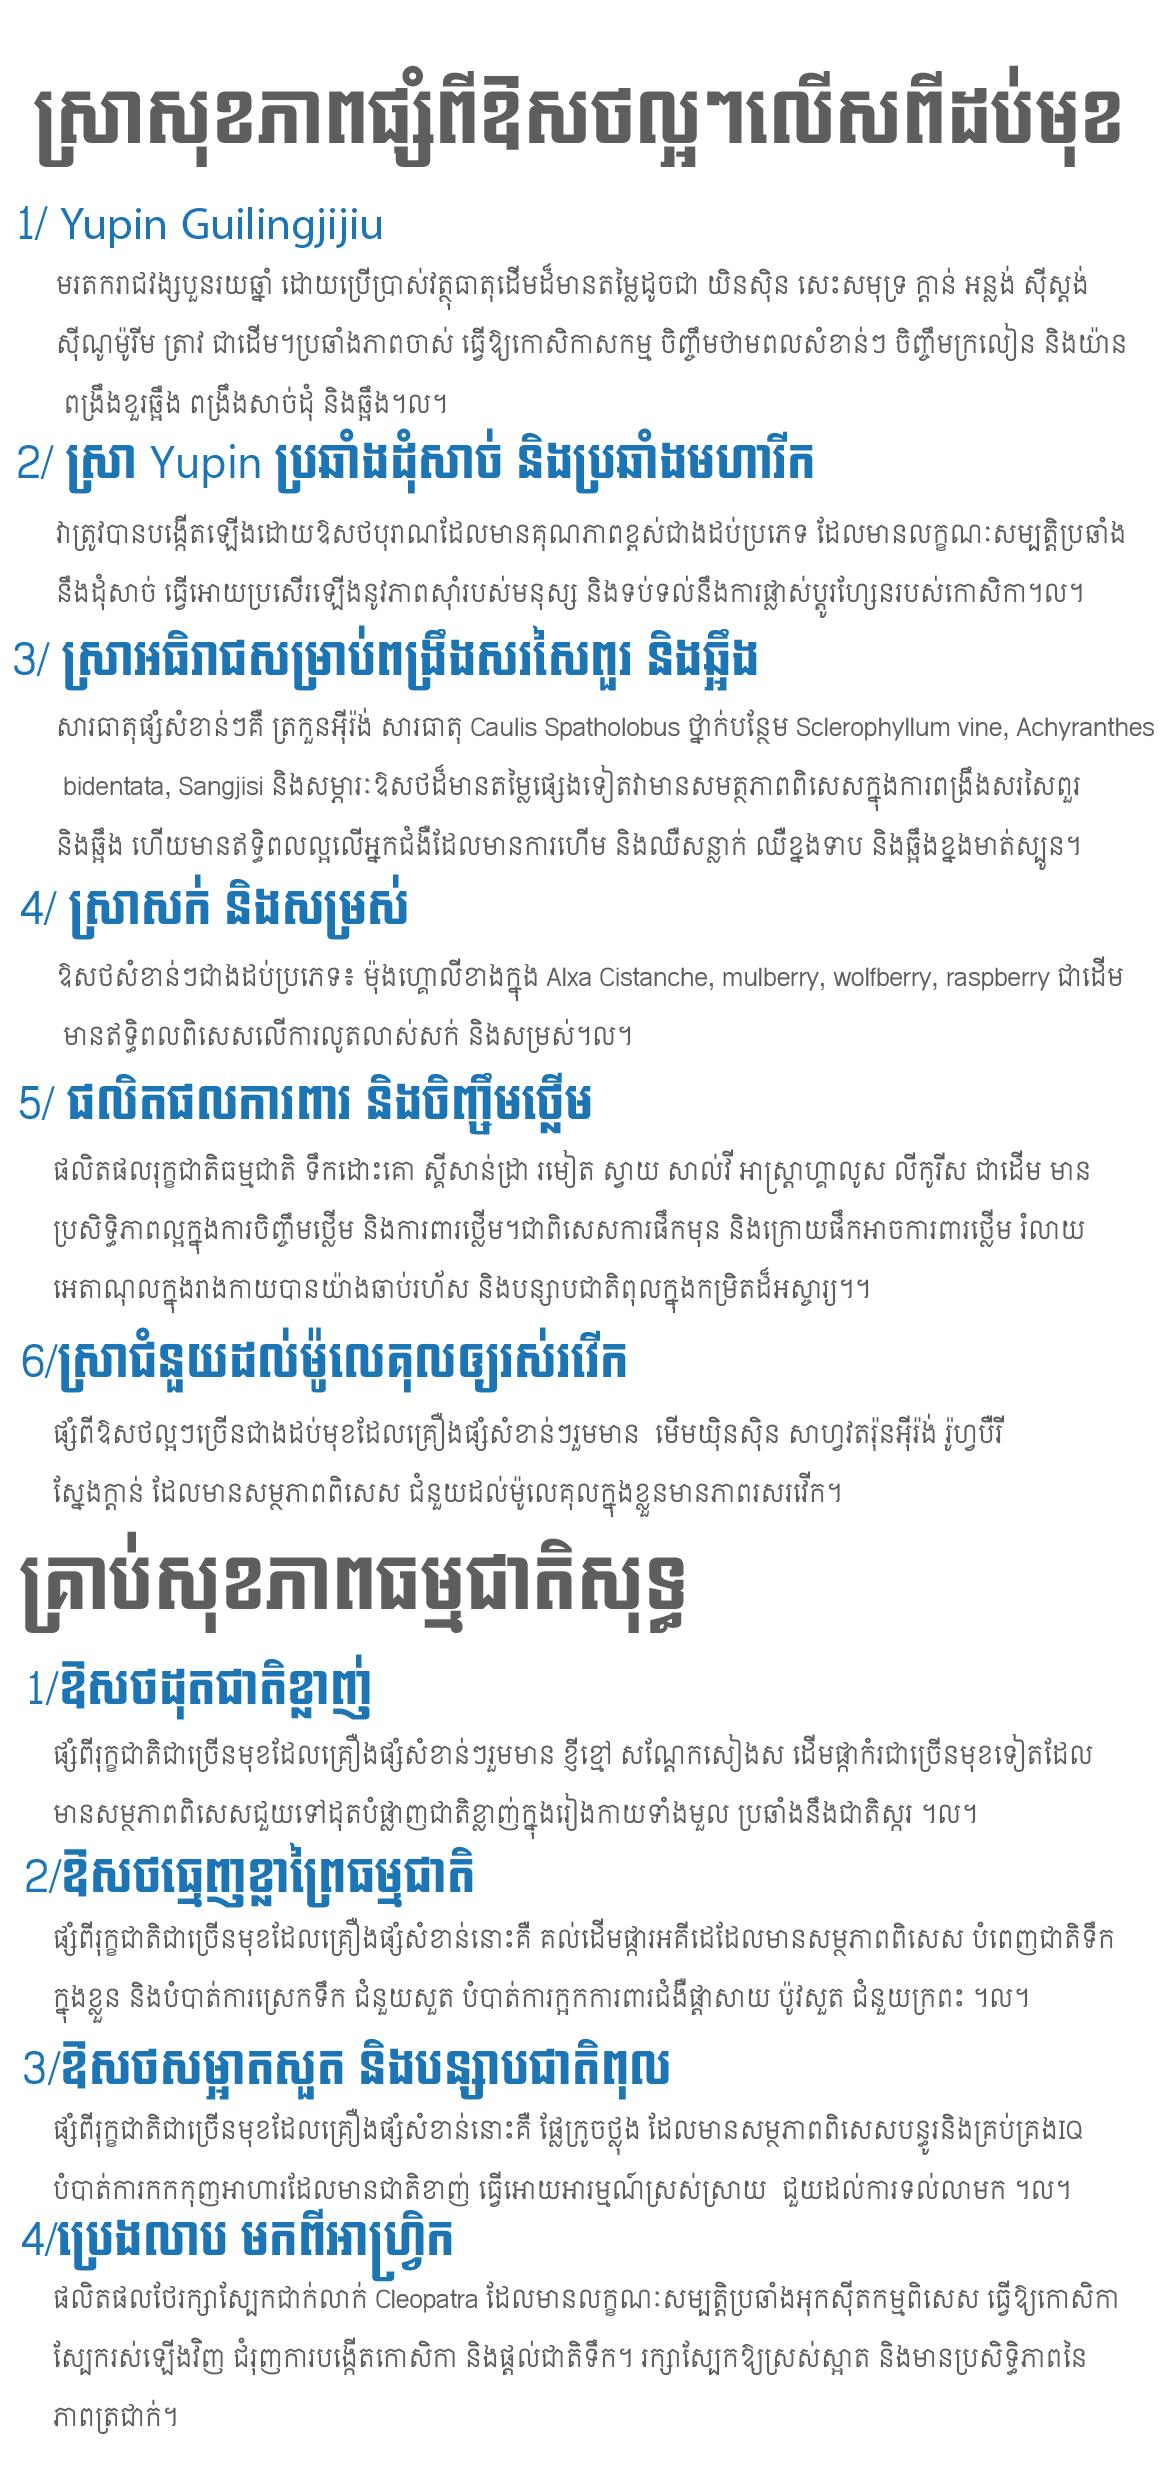 ស្រាសុខភាពផ្សំពីឱសថល្អៗលើសពីដប់មុខ
1/ Yupin Guilingjijiu
មរតករាជវង្សបួនរយឆ្នាំ ដោយប្រើប្រាស់វត្ថុធាតុដើមដ៏មានតម្លៃដូចជា យិនស៊ិន សេះសមុទ្រ ក្តាន់ អន្លង់ ស៊ីស្តង់
ស៊ីណូម៉ូរីម ត្រាវ ជាដើម។ប្រឆាំងភាពចាស់ ធ្វើឱ្យកោសិកាសកម្ម ចិញ្ចឹមថាមពលសំខាន់ៗ ចិញ្ចឹមក្រលៀន និងយ៉ាន
ពង្រឹងខួរឆ្អឹង ពង្រឹងសាច់ដុំ និងឆ្អឹង។ល។
2/ ស្រា Yupin ប្រឆាំងដុំសាច់ និងប្រឆាំងមហារីក
វាត្រូវបានបង្កើតឡើងដោយឱសថបុរាណដែលមានគុណភាពខ្ពស់ជាងដប់ប្រភេទ ដែលមានលក្ខណៈសម្បត្តិប្រឆាំង
នឹងដុំសាច់ ធ្វើអោយប្រសើរឡើងនូវភាពស៊ាំរបស់មនុស្ស និងទប់ទល់នឹងការផ្លាស់ប្តូរហ្សែនរបស់កោសិកា។ល។
3/ ស្រាអធិរាជសម្រាប់ពង្រឹងសរសៃពួរ និងឆ្អឹង
សារធាតុផ្សំសំខាន់ៗគឺ ត្រកួនអ៊ីរ៉ង់ សារធាតុ Caulis Spatholobus ថ្នាក់បន្ថែម Sclerophyllum vine, Achyranthes
bidentata, Sangjisi និងសម្ភារៈឱសថដ៏មានតម្លៃផ្សេងទៀតវាមានសមត្ថភាពពិសេសក្នុងការពង្រឹងសរសៃពួរ
និងឆ្អឹង ហើយមានឥទ្ធិពលល្អលើអ្នកជំងឺដែលមានការហើម និងឈឺសន្លាក់ ឈឺខ្នងទាប និងឆ្អឹងខ្នងមាត់ស្បូន។
4/ ស្រាសក់ និងសម្រស់
ឱសថសំខាន់ៗជាងដប់ប្រភេទ៖ ម៉ុងហ្គោលីខាងក្នុង Alxa Cistanche, mulberry, wolfberry, raspberry ជាដើម
មានឥទ្ធិពលពិសេសលើការលូតលាស់សក់ និងសម្រស់។ល។
5/ ផលិតផលការពារ និងចិញ្ចឹមថ្លើម
ផលិតផលរុក្ខជាតិធម្មជាតិ ទឹកដោះគោ ស្គីសាន់ដ្រា រមៀត ស្វាយ សាល់វី អាស្ត្រាហ្គាលូស លីកូរីស ជាដើម មាន
ប្រសិទ្ធិភាពល្អក្នុងការចិញ្ចឹមថ្លើម និងការពារថ្លើម។ជាពិសេសការផឹកមុន និងក្រោយផឹកអាចការពារថ្លើម រំលាយ
អេតាណុលក្នុងរាងកាយបានយ៉ាងឆាប់រហ័ស និងបន្សាបជាតិពុលក្នុងកម្រិតដ៏អស្ចារ្យ។។
6/ស្រាជំនួយដល់ម៉ូលេគុលឲ្យរស់រវើក
ផ្សំពីឱសថល្អៗច្រើនជាងដប់មុខដែលគ្រឿងផ្សំសំខាន់ៗរួមមាន មើមយ៉ិនស៊ិន សាហ្វវតរ៉ុនអ៊ីរ៉ង់ រ៉ូហ្វបឺរី
ស្នែងក្តាន់ ដែលមានសម្ថភាពពិសេស ជំនួយដល់ម៉ូលេគុលក្នុងខ្លួនមានភាពរសរវើក។
គ្រាប់សុខភាពធម្មជាតិសុទ្ធ
1/ឱសថដុតជាតិខ្លាញ់
ផ្សំពីរុក្ខជាតិជាច្រើនមុខដែលគ្រឿងផ្សំសំខាន់ៗរួមមាន ខ្ញីខ្មៅ សណ្តែកសៀងស ដើមផ្កាកំរជាច្រើនមុខទៀតដែល
មានសម្ថភាពពិសេសជួយទៅដុតបំផ្លាញជាតិខ្លាញ់ក្នុងរៀងកាយទាំងមូល ប្រឆាំងនឹងជាតិស្ករ ។ល។
2/ឱសថធ្មេញខ្លាព្រៃធម្មជាតិ
ផ្សំពីរុក្ខជាតិជាច្រើនមុខដែលគ្រឿងផ្សំសំខាន់នោះគឺ គល់ដើមផ្ការអគីដេដែលមានសម្ថភាពពិសេស បំពេញជាតិទឹក
ក្នុងខ្លួន និងបំបាត់ការស្រេកទឹក ជំនួយសួត បំបាត់ការក្អកការពារជំងឺផ្តាសាយ ប៉ូវសួត ជំនួយក្រពះ ។ល។
3/ឱសថសម្អាតសួត និងបន្សាបជាតិពុល
ផ្សំពីរុក្ខជាតិជាច្រើនមុខដែលគ្រឿងផ្សំសំខាន់នោះគឺ ផ្លែក្រូចថ្លុង ដែលមានសម្ថភាពពិសេសបន្ធូរនិងគ្រប់គ្រងIQ
បំបាត់ការកកកុញអាហារដែលមានជាតិខាញ់ ធ្វើអោយអារម្មណ៍ស្រស់ស្រាយ ជួយដល់ការទល់លាមក ។ល។
4/ប្រេងលាប មកពីអាហ្វ្រិក
ផលិតផលថែរក្សាស្បែកជាក់លាក់ Cleopatra ដែលមានលក្ខណៈសម្បត្តិប្រឆាំងអុកស៊ីតកម្មពិសេស ធ្វើឱ្យកោសិកា
ស្បែករស់ឡើងវិញ ជំរុញការបង្កើតកោសិកា និងផ្តល់ជាតិទឹក។ រក្សាស្បែកឱ្យស្រស់ស្អាត និងមានប្រសិទ្ធិភាពនៃ
ភាពត្រជាក់។